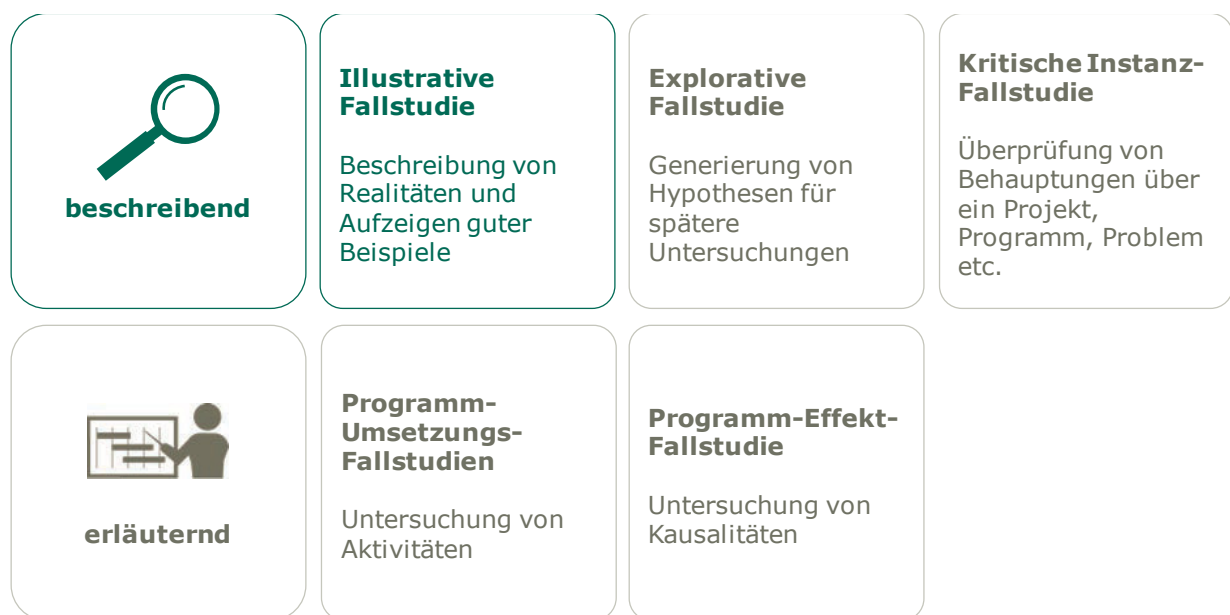 beschreibend
Illustrative
Fallstudie
Beschreibung von
Realitäten und
Aufzeigen guter
Beispiele
Explorative
Fallstudie
Generierung von
Hypothesen für
spätere
Untersuchungen
Kritische Instanz-
Fallstudie
Überprüfung von
Behauptungen über
ein Projekt,
Programm, Problem
etc.
erläuternd
Programm-
Umsetzungs-
Fallstudien
Untersuchung von
Aktivitäten
Programm-Effekt-
Fallstudie
Untersuchung von
Kausalitäten